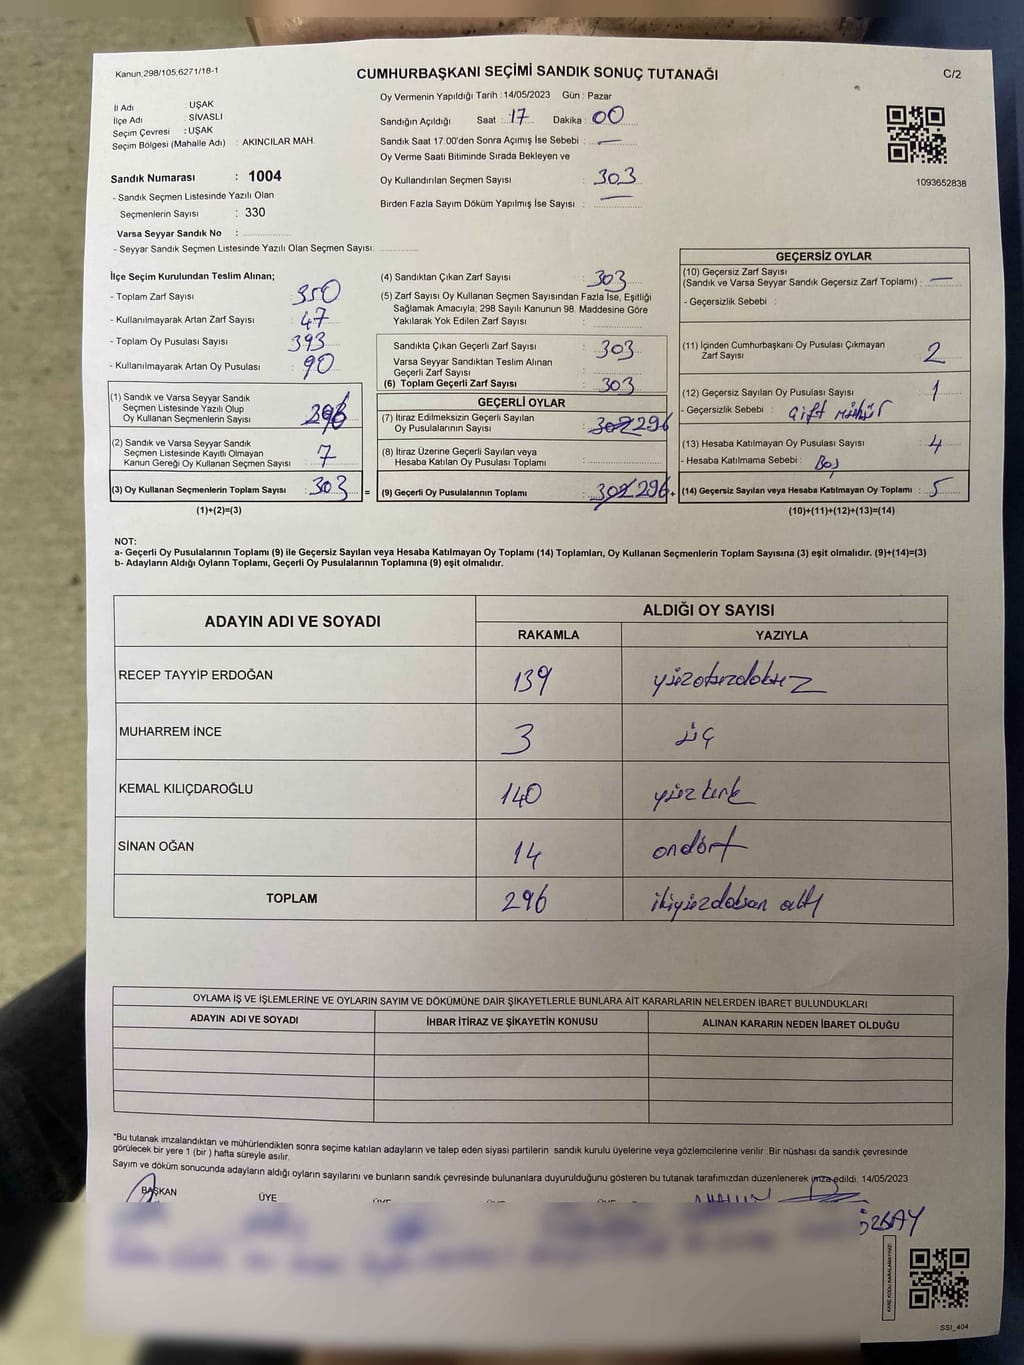 Kanun,298/105,6271/18-1
CUMHURBAŞKANI SEÇİMİ SANDIK SONUÇ TUTANAĞI
C/2
İl Adı : UŞAK
İlçe Adı : SİVASLI
Seçim Çevresi : UŞAK
Seçim Bölgesi (Mahalle Adı) : AKINCILAR MAH
Sandık Numarası : 1004
- Sandık Seçmen Listesinde Yazılı Olan
Seçmenlerin Sayısı : 330
Varsa Seyyar Sandık No :
- Seyyar Sandık Seçmen Listesinde Yazılı Olan Seçmen Sayısı:
Oy Vermenin Yapıldığı Tarih : 14/05/2023 Gün : Pazar
Sandığın Açıldığı Saat : 17 Dakika : 00
Sandık Saat 17:00'den Sonra Açımış İse Sebebi : —
Oy Verme Saati Bitiminde Sırada Bekleyen ve
Oy Kullandırılan Seçmen Sayısı : 303
Birden Fazla Sayım Döküm Yapılmış İse Sayısı : —
1093652838
İlçe Seçim Kurulundan Teslim Alınan;
- Toplam Zarf Sayısı : 350
- Kullanılmayarak Artan Zarf Sayısı : 47
- Toplam Oy Pusulası Sayısı : 393
- Kullanılmayarak Artan Oy Pusulası : 90
(1) Sandık ve Varsa Seyyar Sandık
Seçmen Listesinde Yazılı Olup
Oy Kullanan Seçmenlerin Sayısı : 296
(2) Sandık ve Varsa Seyyar Sandık
Seçmen Listesinde Kayıtlı Olmayan
Kanun Gereği Oy Kullanan Seçmen Sayısı : 7
(3) Oy Kullanan Seçmenlerin Toplam Sayısı : 303 =
(1)+(2)=(3)
(4) Sandıktan Çıkan Zarf Sayısı : 303
(5) Zarf Sayısı Oy Kullanan Seçmen Sayısından Fazla İse, Eşitliği
Sağlamak Amacıyla, 298 Sayılı Kanunun 98. Maddesine Göre
Yakılarak Yok Edilen Zarf Sayısı :
Sandıkta Çıkan Geçerli Zarf Sayısı : 303
Varsa Seyyar Sandıktan Teslim Alınan
Geçerli Zarf Sayısı :
(6) Toplam Geçerli Zarf Sayısı : 303
GEÇERLİ OYLAR
(7) İtiraz Edilmeksizin Geçerli Sayılan
Oy Pusulalarının Sayısı : 302 296
(8) İtiraz Üzerine Geçerli Sayılan veya
Hesaba Katılan Oy Pusulası Toplamı :
(9) Geçerli Oy Pusulalarının Toplamı : 302 296 +
GEÇERSİZ OYLAR
(10) Geçersiz Zarf Sayısı
(Sandık ve Varsa Seyyar Sandık Geçersiz Zarf Toplamı) : —
- Geçersizlik Sebebi :
(11) İçinden Cumhurbaşkanı Oy Pusulası Çıkmayan
Zarf Sayısı : 2
(12) Geçersiz Sayılan Oy Pusulası Sayısı : 1
- Geçersizlik Sebebi : Çift mühür
(13) Hesaba Katılmayan Oy Pusulası Sayısı : 4
- Hesaba Katılmama Sebebi : Boş
(14) Geçersiz Sayılan veya Hesaba Katılmayan Oy Toplamı : 5
(10)+(11)+(12)+(13)=(14)
NOT:
a- Geçerli Oy Pusulalarının Toplamı (9) ile Geçersiz Sayılan veya Hesaba Katılmayan Oy Toplamı (14) Toplamları, Oy Kullanan Seçmenlerin Toplam Sayısına (3) eşit olmalıdır. (9)+(14)=(3)
b- Adayların Aldığı Oyların Toplamı, Geçerli Oy Pusulalarının Toplamına (9) eşit olmalıdır.
ADAYIN ADI VE SOYADI ALDIĞI OY SAYISI
RAKAMLA YAZIYLA
RECEP TAYYİP ERDOĞAN 139 yüzotuzdokuz
MUHARREM İNCE 3 üç
KEMAL KILIÇDAROĞLU 140 yüzkırk
SİNAN OĞAN 14 ondört
TOPLAM 296 ikiyüzdoksan altı
OYLAMA İŞ VE İŞLEMLERİNE VE OYLARIN SAYIM VE DÖKÜMÜNE DAİR ŞİKAYETLERLE BUNLARA AİT KARARLARIN NELERDEN İBARET BULUNDUKLARI
ADAYIN ADI VE SOYADI İHBAR İTİRAZ VE ŞİKAYETİN KONUSU ALINAN KARARIN NEDEN İBARET OLDUĞU
*Bu tutanak imzalandıktan ve mühürlendikten sonra seçime katılan adayların ve talep eden siyasi partilerin sandık kurulu üyelerine veya gözlemcilerine verilir. Bir nüshası da sandık çevresinde
görülecek bir yere 1 (bir ) hafta süreyle asılır.
Sayım ve döküm sonucunda adayların aldığı oyların sayılarını ve bunların sandık çevresinde bulunanlara duyurulduğunu gösteren bu tutanak tarafımızdan düzenlenerek imza edildi. 14/05/2023
BAŞKAN ÜYE
ÖZBAY
KARE KODU KARALAMAYINIZ!
SSI_404